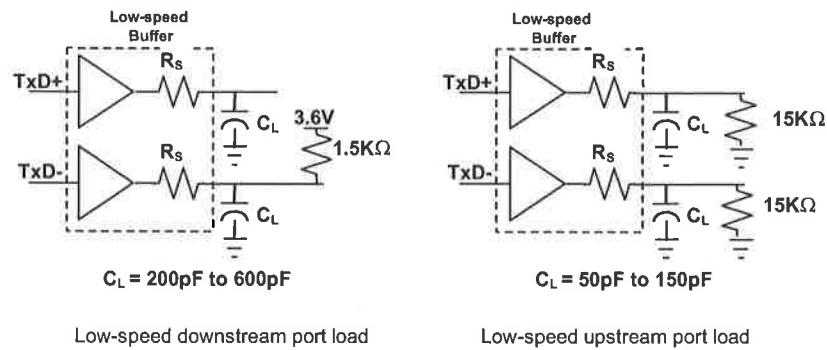 Low-speed
Buffer
TxD+
RS
CL
3.6V
1.5KΩ
TxD-
RS
CL
CL = 200pF to 600pF
Low-speed downstream port load
Low-speed
Buffer
TxD+
RS
CL
15KΩ
TxD-
RS
CL
15KΩ
CL = 50pF to 150pF
Low-speed upstream port load